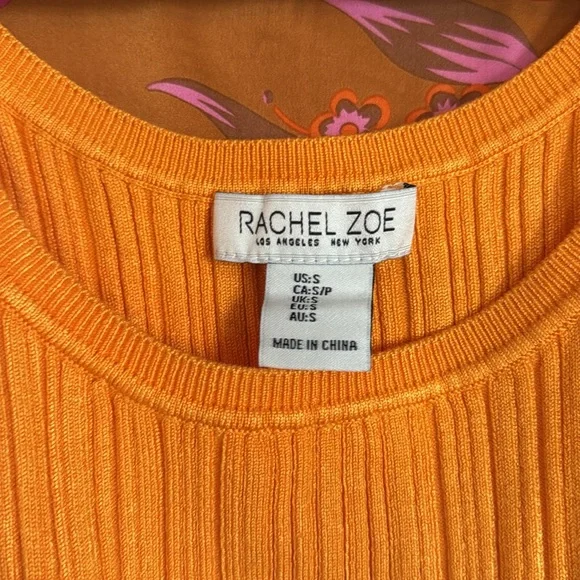 RACHEL ZOE
LOS ANGELES NEW YORK
US:S
CA:S/P
UK:S
EU:S
AU:S
MADE IN CHINA